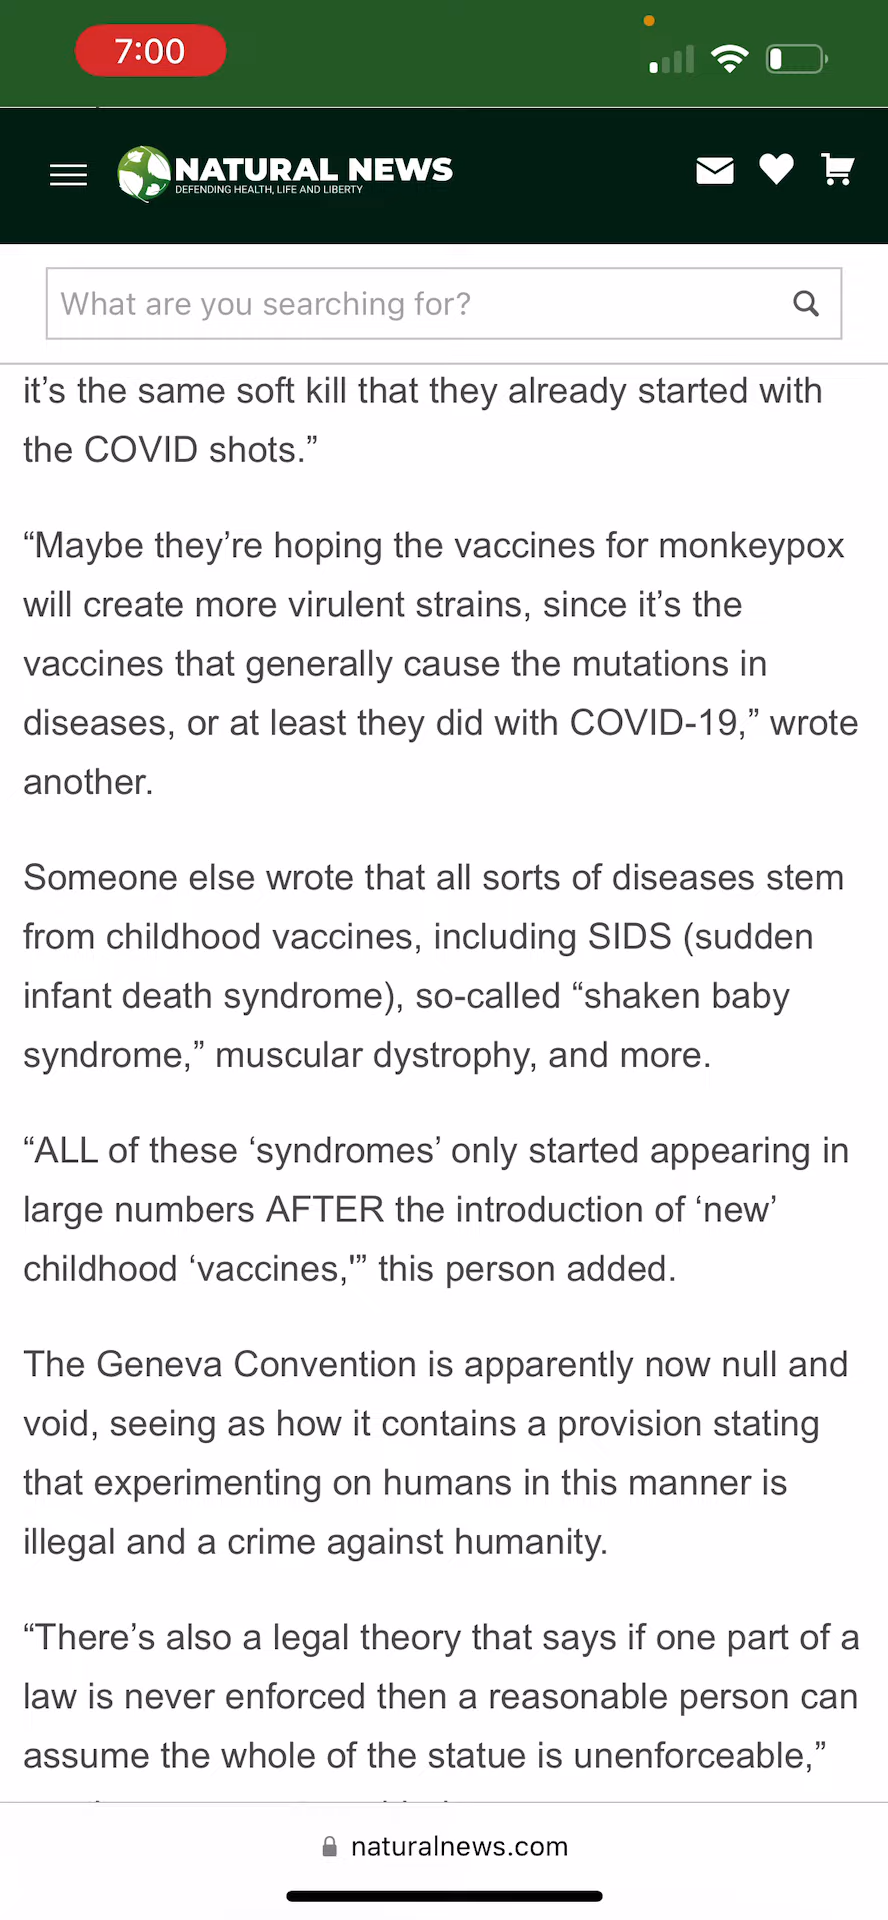 7:00
NATURAL NEWS
DEFENDING HEALTH, LIFE AND LIBERTY
What are you searching for?
it’s the same soft kill that they already started with
the COVID shots.”
“Maybe they’re hoping the vaccines for monkeypox
will create more virulent strains, since it’s the
vaccines that generally cause the mutations in
diseases, or at least they did with COVID-19,” wrote
another.
Someone else wrote that all sorts of diseases stem
from childhood vaccines, including SIDS (sudden
infant death syndrome), so-called “shaken baby
syndrome,” muscular dystrophy, and more.
“ALL of these ‘syndromes’ only started appearing in
large numbers AFTER the introduction of ‘new’
childhood ‘vaccines,'” this person added.
The Geneva Convention is apparently now null and
void, seeing as how it contains a provision stating
that experimenting on humans in this manner is
illegal and a crime against humanity.
“There’s also a legal theory that says if one part of a
law is never enforced then a reasonable person can
assume the whole of the statue is unenforceable,”
naturalnews.com